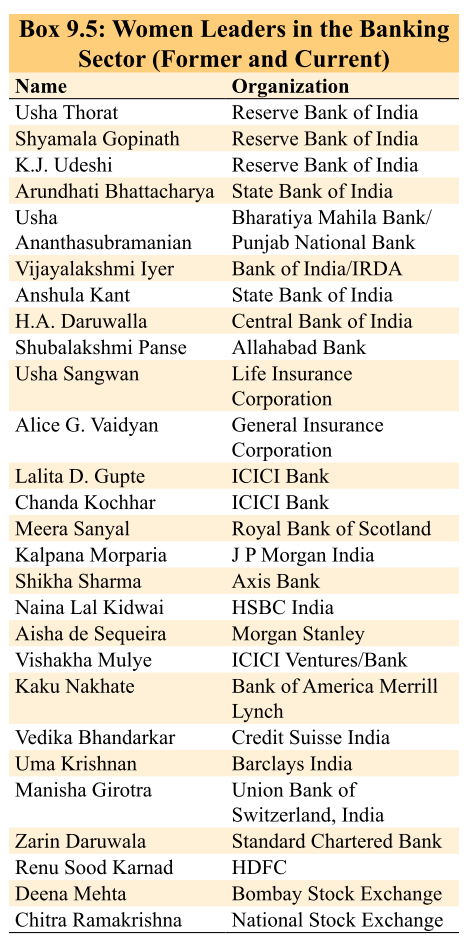 Box 9.5: Women Leaders in the Banking
Sector (Former and Current)
Name Organization
Usha Thorat Reserve Bank of India
Shyamala Gopinath Reserve Bank of India
K.J. Udeshi Reserve Bank of India
Arundhati Bhattacharya State Bank of India
Usha Bharatiya Mahila Bank/
Ananthasubramanian Punjab National Bank
Vijayalakshmi Iyer Bank of India/IRDA
Anshula Kant State Bank of India
H.A. Daruwalla Central Bank of India
Shubalakshmi Panse Allahabad Bank
Usha Sangwan Life Insurance
Corporation
Alice G. Vaidyan General Insurance
Corporation
Lalita D. Gupte ICICI Bank
Chanda Kochhar ICICI Bank
Meera Sanyal Royal Bank of Scotland
Kalpana Morparia J P Morgan India
Shikha Sharma Axis Bank
Naina Lal Kidwai HSBC India
Aisha de Sequeira Morgan Stanley
Vishakha Mulye ICICI Ventures/Bank
Kaku Nakhate Bank of America Merrill
Lynch
Vedika Bhandarkar Credit Suisse India
Uma Krishnan Barclays India
Manisha Girotra Union Bank of
Switzerland, India
Zarin Daruwala Standard Chartered Bank
Renu Sood Karnad HDFC
Deena Mehta Bombay Stock Exchange
Chitra Ramakrishna National Stock Exchange